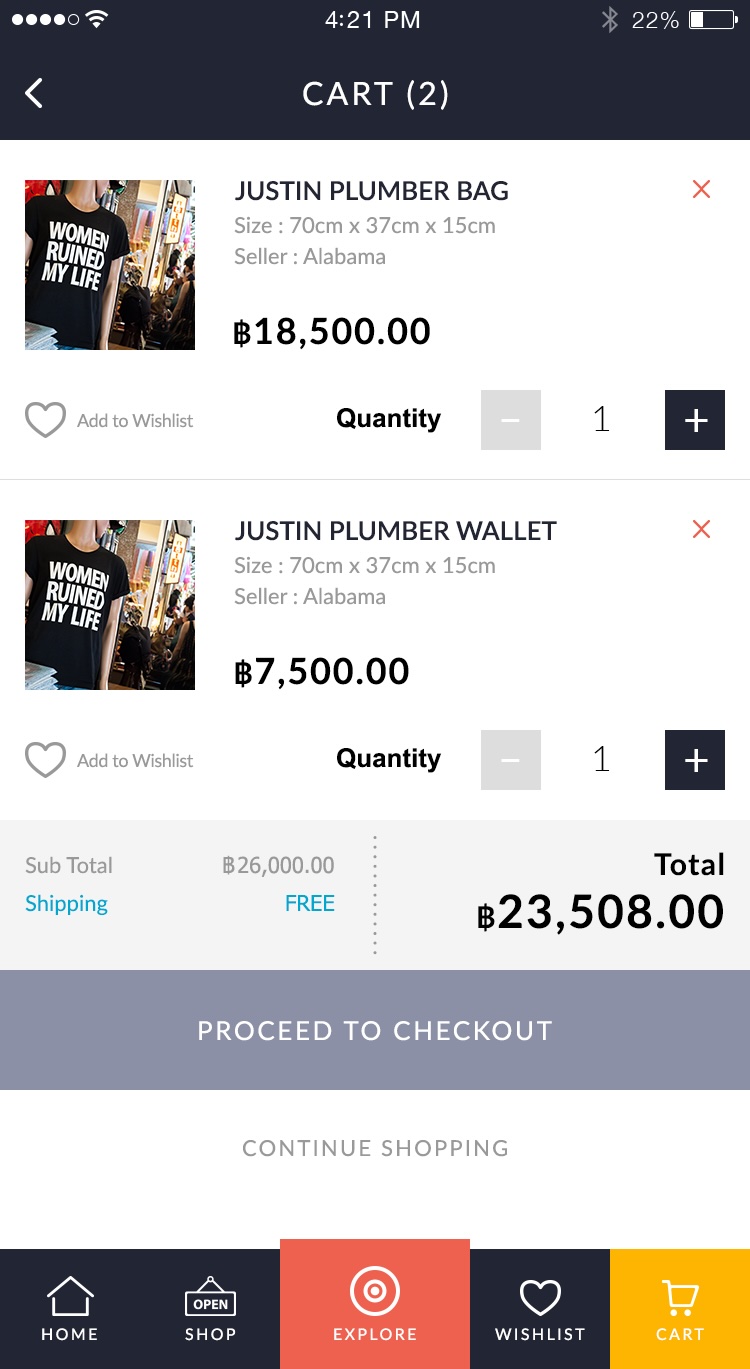 4:21 PM
22%
CART (2)
WOMEN
RUINED
MY LIFE
JUSTIN PLUMBER BAG
Size : 70cm x 37cm x 15cm
Seller : Alabama
฿18,500.00
Add to Wishlist
Quantity
1
WOMEN
RUINED
MY LIFE
JUSTIN PLUMBER WALLET
Size : 70cm x 37cm x 15cm
Seller : Alabama
฿7,500.00
Add to Wishlist
Quantity
1
Sub Total ฿26,000.00
Shipping FREE
Total
฿23,508.00
PROCEED TO CHECKOUT
CONTINUE SHOPPING
OPEN
HOME SHOP EXPLORE WISHLIST CART